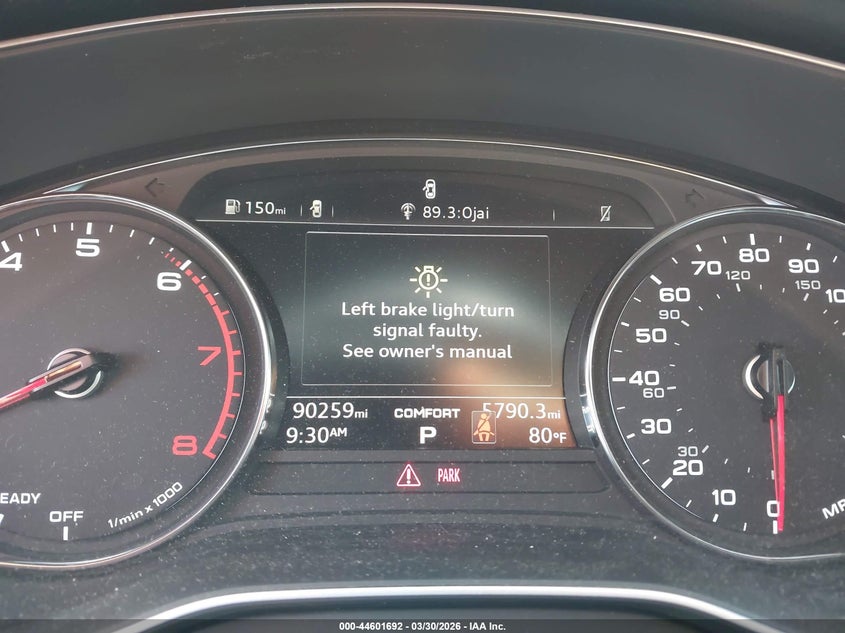 150mi
89.3:Ojai
Left brake light/turn
signal faulty.
See owner's manual
90259mi
COMFORT
5790.3mi
9:30AM
P
80°F
PARK
4
5
6
7
8
READY
OFF
1/min x 1000
0
10
20
30
30
40
60
50
90
60
70
120
80
90
150
000-44601692 - 03/30/2026 - IAA Inc.